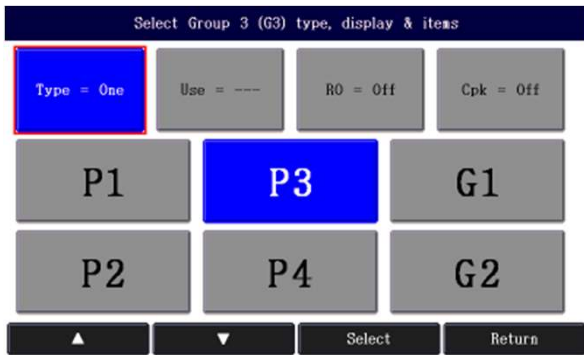 Select Group 3 (G3) type, display & items
Type = One Use = --- RO = Off Cpk = Off
P1 P3 G1
P2 P4 G2
▲ ▼ Select Return